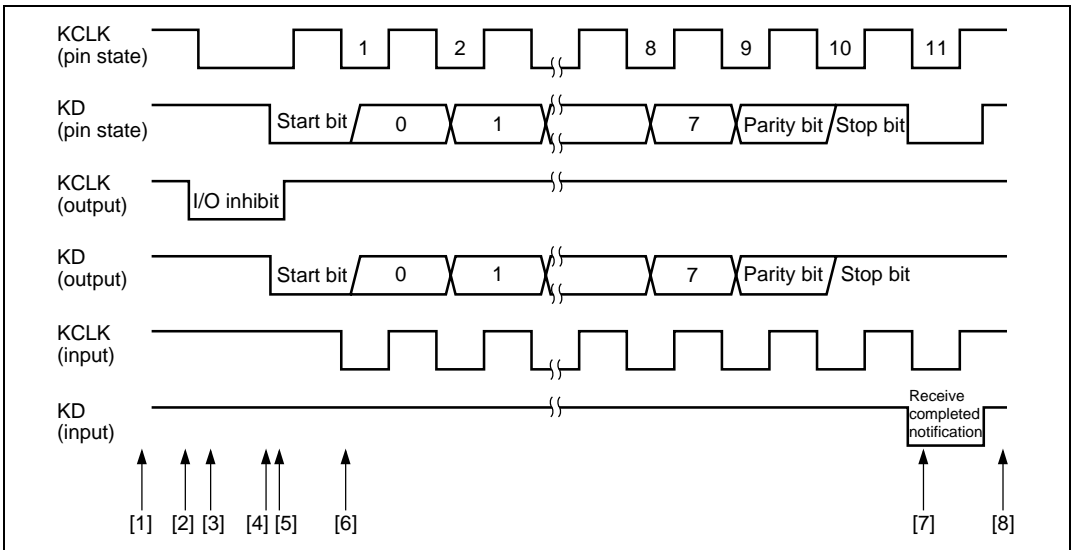 KCLK
(pin state)
1 2 8 9 10 11
KD
(pin state)
Start bit 0 1 7 Parity bit Stop bit
KCLK
(output)
I/O inhibit
KD
(output)
Start bit 0 1 7 Parity bit Stop bit
KCLK
(input)
KD
(input)
Receive
completed
notification
[1] [2] [3] [4] [5] [6] [7] [8]